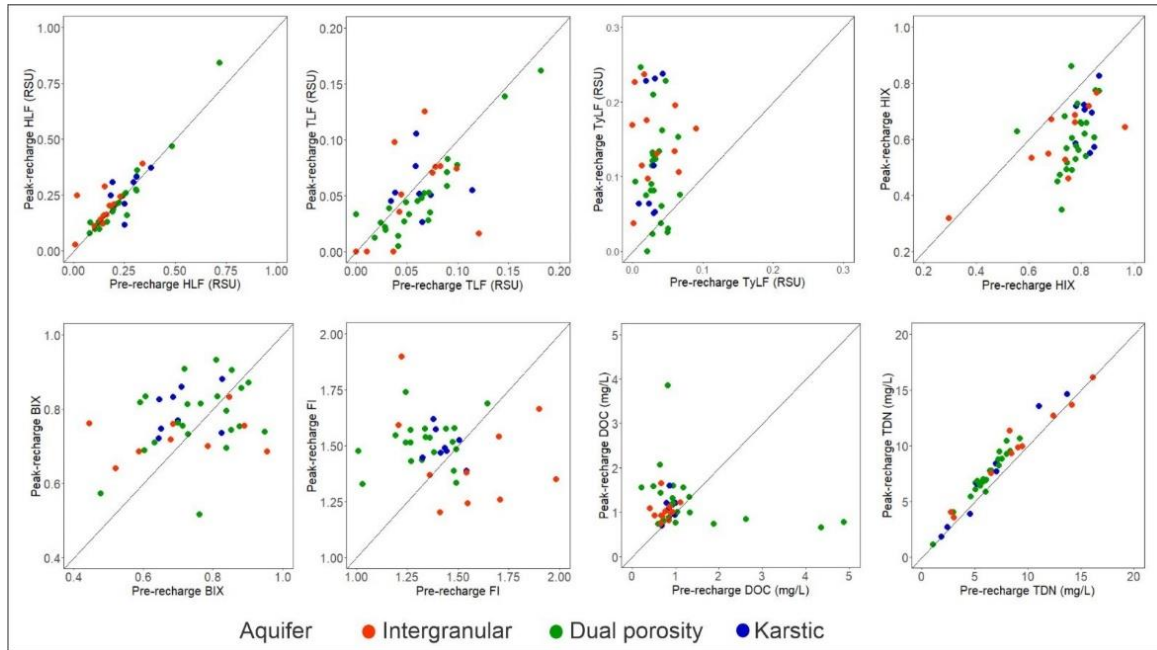 1.00
0.75
0.50
0.25
0.00
Peak-recharge HLF (RSU)
0.00 0.25 0.50 0.75 1.00
Pre-recharge HLF (RSU)
0.20
0.15
0.10
0.05
0.00
Peak-recharge TLF (RSU)
0.00 0.05 0.10 0.15 0.20
Pre-recharge TLF (RSU)
0.3
0.2
0.1
0.0
Peak-recharge TyLF (RSU)
0.0 0.1 0.2 0.3
Pre-recharge TyLF (RSU)
1.0
0.8
0.6
0.4
0.2
Peak-recharge HIX
0.2 0.4 0.6 0.8 1.0
Pre-recharge HIX
1.0
0.8
0.6
0.4
Peak-recharge BIX
0.4 0.6 0.8 1.0
Pre-recharge BIX
2.00
1.75
1.50
1.25
1.00
Peak-recharge FI
1.00 1.25 1.50 1.75 2.00
Pre-recharge FI
5
4
3
2
1
0
Peak-recharge DOC (mg/L)
0 1 2 3 4 5
Pre-recharge DOC (mg/L)
20
15
10
5
0
Peak-recharge TDN (mg/L)
0 5 10 15 20
Pre-recharge TDN (mg/L)
Aquifer Intergranular Dual porosity Karstic